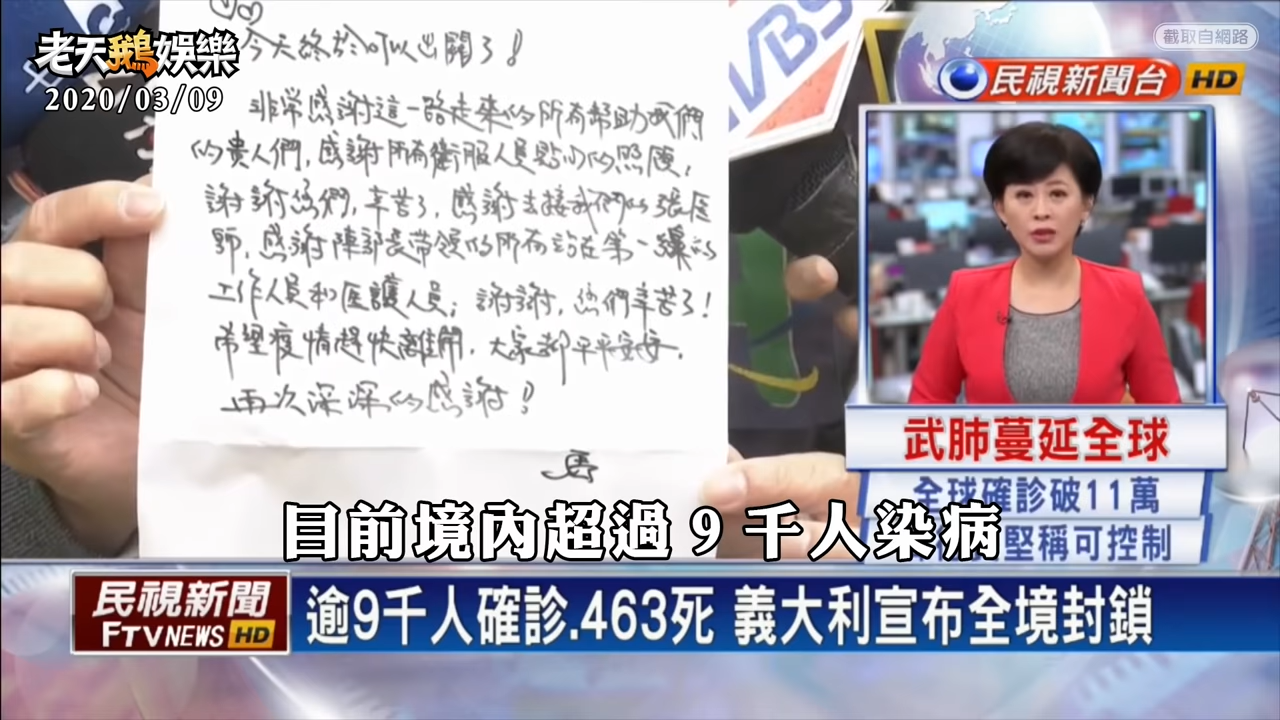 老天鵝娛樂
2020/03/09
截取自網路
民視新聞台 HD
VBS
今天終於可以出關了!
非常感謝這一路走來的所有幫助我們
的貴人們,感謝所有衛服人員貼心的照顧,
謝謝您們,辛苦了,感謝去接我們的張醫
師,感謝陳部長帶領的所有站在第一線的
工作人員和醫護人員;謝謝,您們辛苦了!
希望疫情趕快離開,大家都平平安安,
再次深深的感謝!
馬
武肺蔓延全球
全球確診破11萬
堅稱可控制
目前境內超過9千人染病
民視新聞
FTVNEWS HD
逾9千人確診.463死 義大利宣布全境封鎖